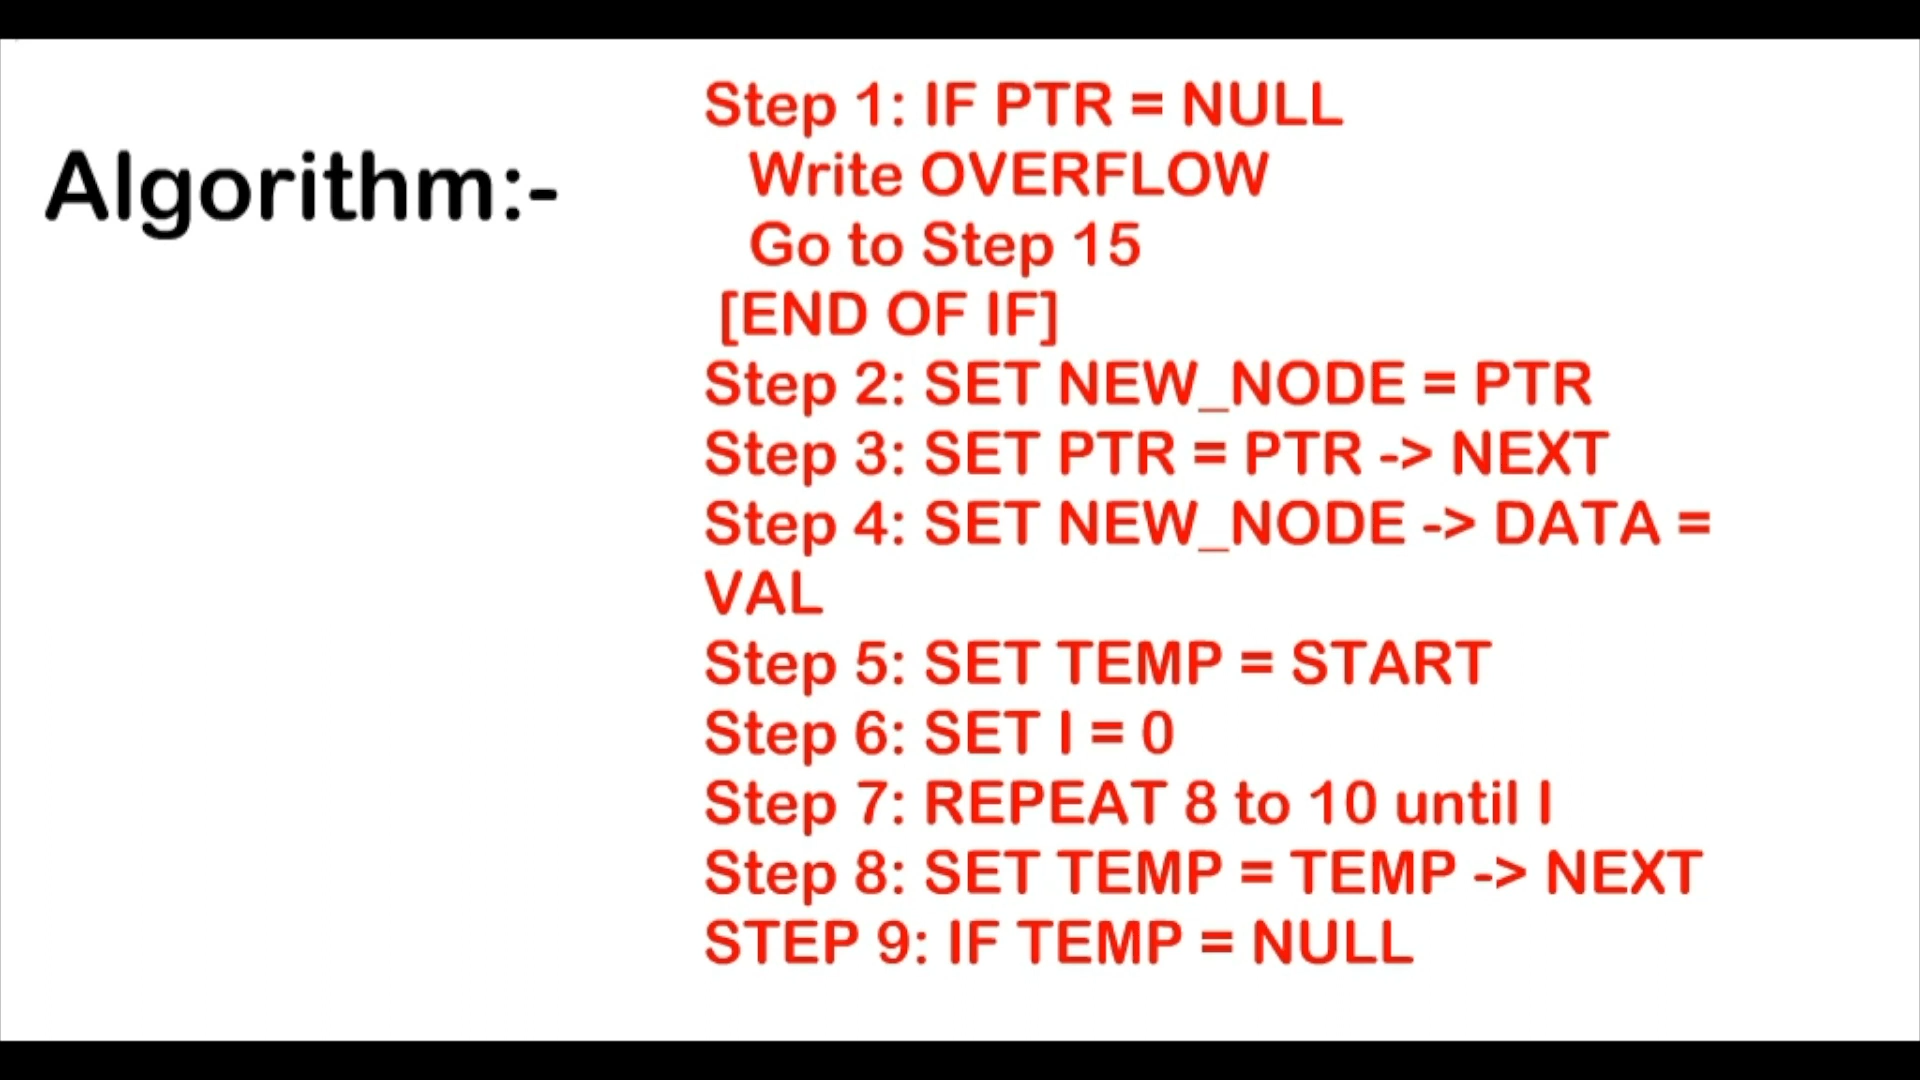 Algorithm:-
Step 1: IF PTR = NULL
Write OVERFLOW
Go to Step 15
[END OF IF]
Step 2: SET NEW_NODE = PTR
Step 3: SET PTR = PTR -> NEXT
Step 4: SET NEW_NODE -> DATA =
VAL
Step 5: SET TEMP = START
Step 6: SET I = 0
Step 7: REPEAT 8 to 10 until I
Step 8: SET TEMP = TEMP -> NEXT
STEP 9: IF TEMP = NULL